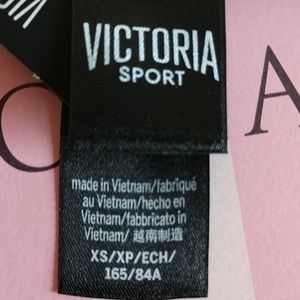 VICTORIA
SPORT
made in Vietnam/fabriqué
au Vietnam/hecho en
Vietnam/fabbricato in
Vietnam/ 越南制造
XS/XP/ECH/
165/84A